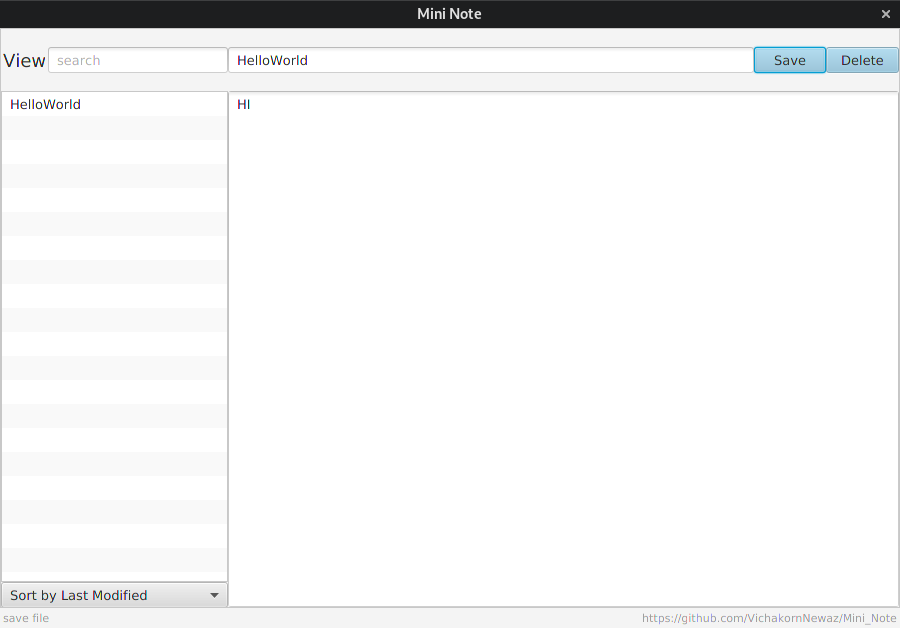 Mini Note
View search HelloWorld Save Delete
HelloWorld
HI
Sort by Last Modified
save file https://github.com/VichakornNewaz/Mini_Note